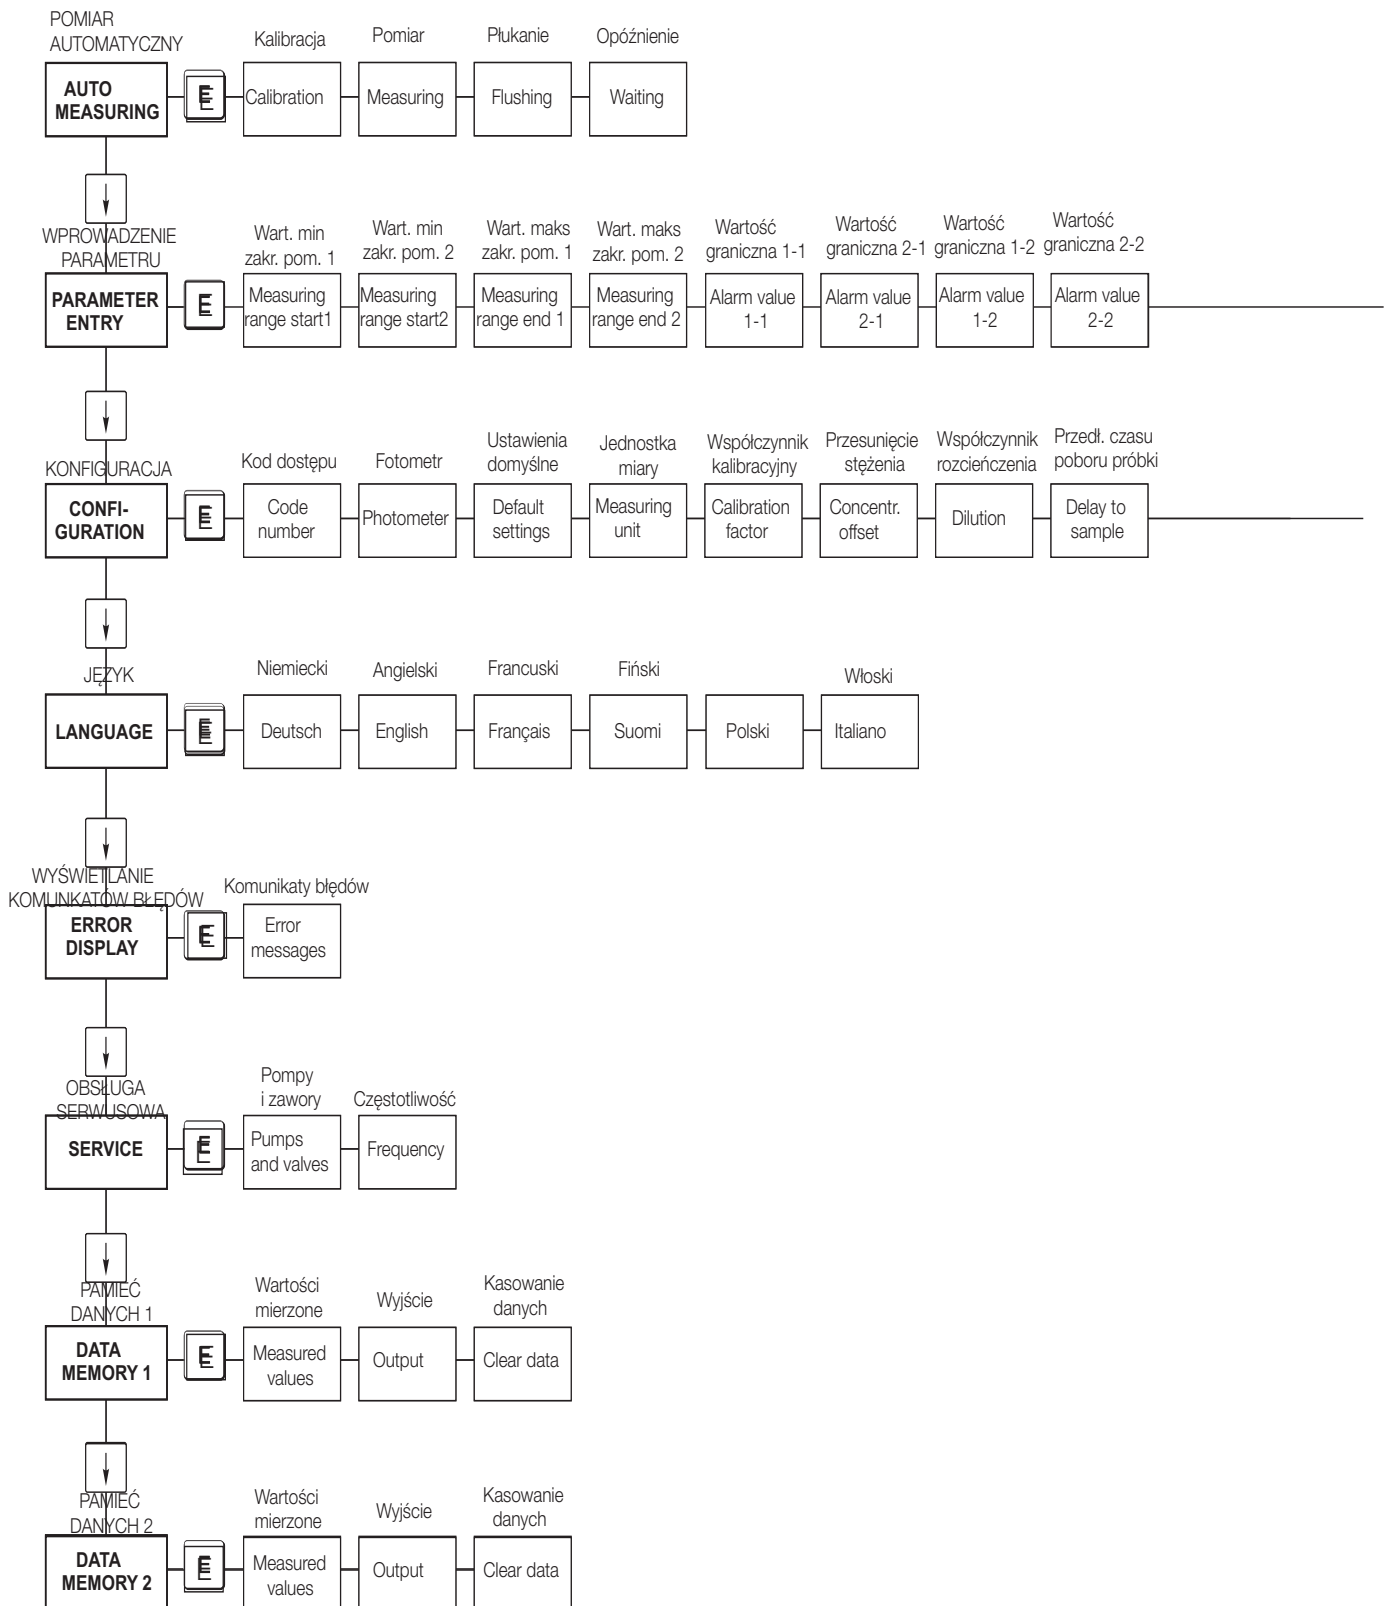 POMIAR
AUTOMATYCZNY
Kalibracja
Pomiar
Płukanie
Opóźnienie
AUTO
MEASURING
E
Calibration
Measuring
Flushing
Waiting
WPROWADZENIE
PARAMETRU
Wart. min
zakr. pom. 1
Wart. min
zakr. pom. 2
Wart. maks
zakr. pom. 1
Wart. maks
zakr. pom. 2
Wartość
graniczna 1-1
Wartość
graniczna 2-1
Wartość
graniczna 1-2
Wartość
graniczna 2-2
PARAMETER
ENTRY
E
Measuring
range start1
Measuring
range start2
Measuring
range end 1
Measuring
range end 2
Alarm value
1-1
Alarm value
2-1
Alarm value
1-2
Alarm value
2-2
KONFIGURACJA
Kod dostępu
Fotometr
Ustawienia
domyślne
Jednostka
miary
Współczynnik
kalibracyjny
Przesunięcie
stężenia
Współczynnik
rozcieńczenia
Przedł. czasu
poboru próbki
CONFI-
GURATION
E
Code
number
Photometer
Default
settings
Measuring
unit
Calibration
factor
Concentr.
offset
Dilution
Delay to
sample
JĘZYK
Niemiecki
Angielski
Francuski
Fiński
Włoski
LANGUAGE
E
Deutsch
English
Français
Suomi
Polski
Italiano
WYŚWIETLANIE
KOMUNKATÓW BŁĘDÓW
Komunikaty błędów
ERROR
DISPLAY
E
Error
messages
OBSŁUGA
SERWUSOWA
Pompy
i zawory
Częstotliwość
SERVICE
E
Pumps
and valves
Frequency
PAMIEĆ
DANYCH 1
Wartości
mierzone
Wyjście
Kasowanie
danych
DATA
MEMORY 1
E
Measured
values
Output
Clear data
PAMIEĆ
DANYCH 2
Wartości
mierzone
Wyjście
Kasowanie
danych
DATA
MEMORY 2
E
Measured
values
Output
Clear data